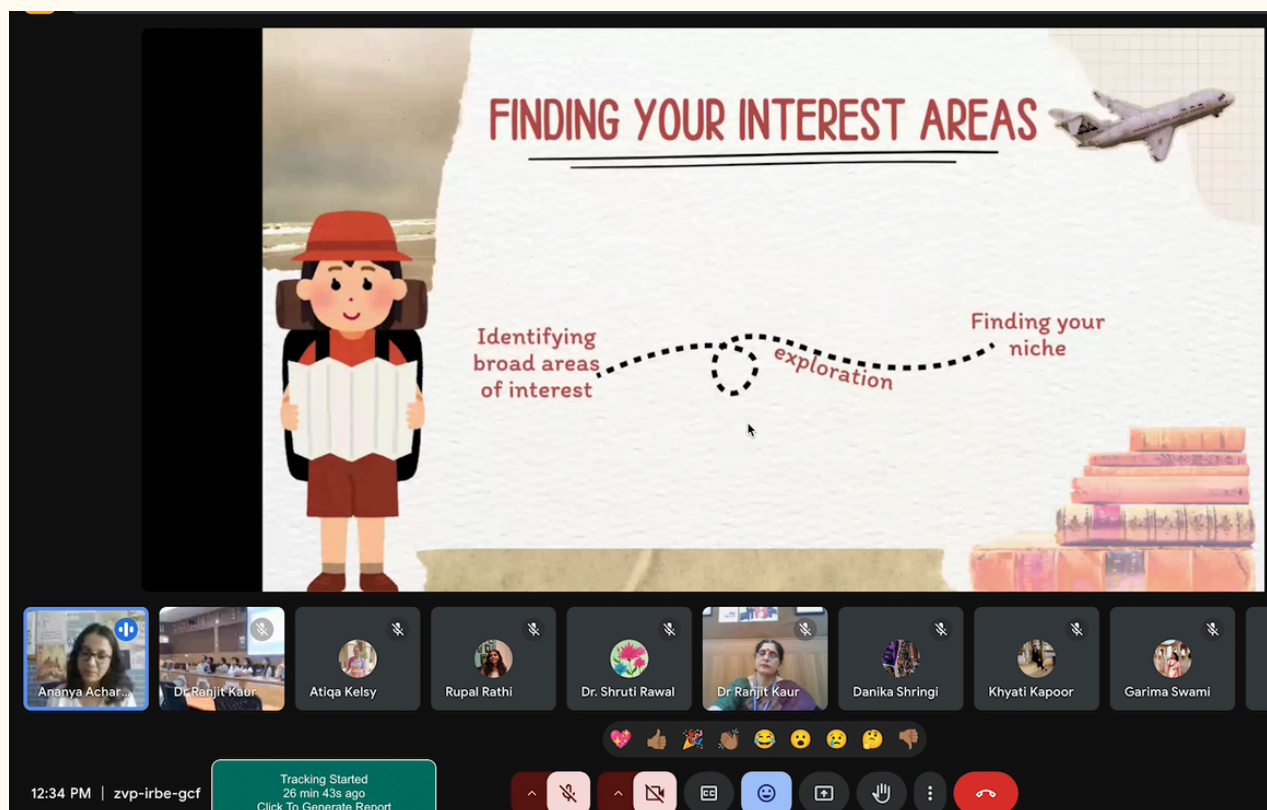 FINDING YOUR INTEREST AREAS
Identifying
broad areas
of interest
exploration
Finding your
niche
Ananya Achar...
Dr Ranjit Kaur
Atiqa Kelsy
Rupal Rathi
Dr. Shruti Rawal
Dr Ranjit Kaur
Danika Shringi
Khyati Kapoor
Garima Swami
12:34 PM | zvp-irbe-gcf
Tracking Started
26 min 43s ago
Click To Generate Report
CC